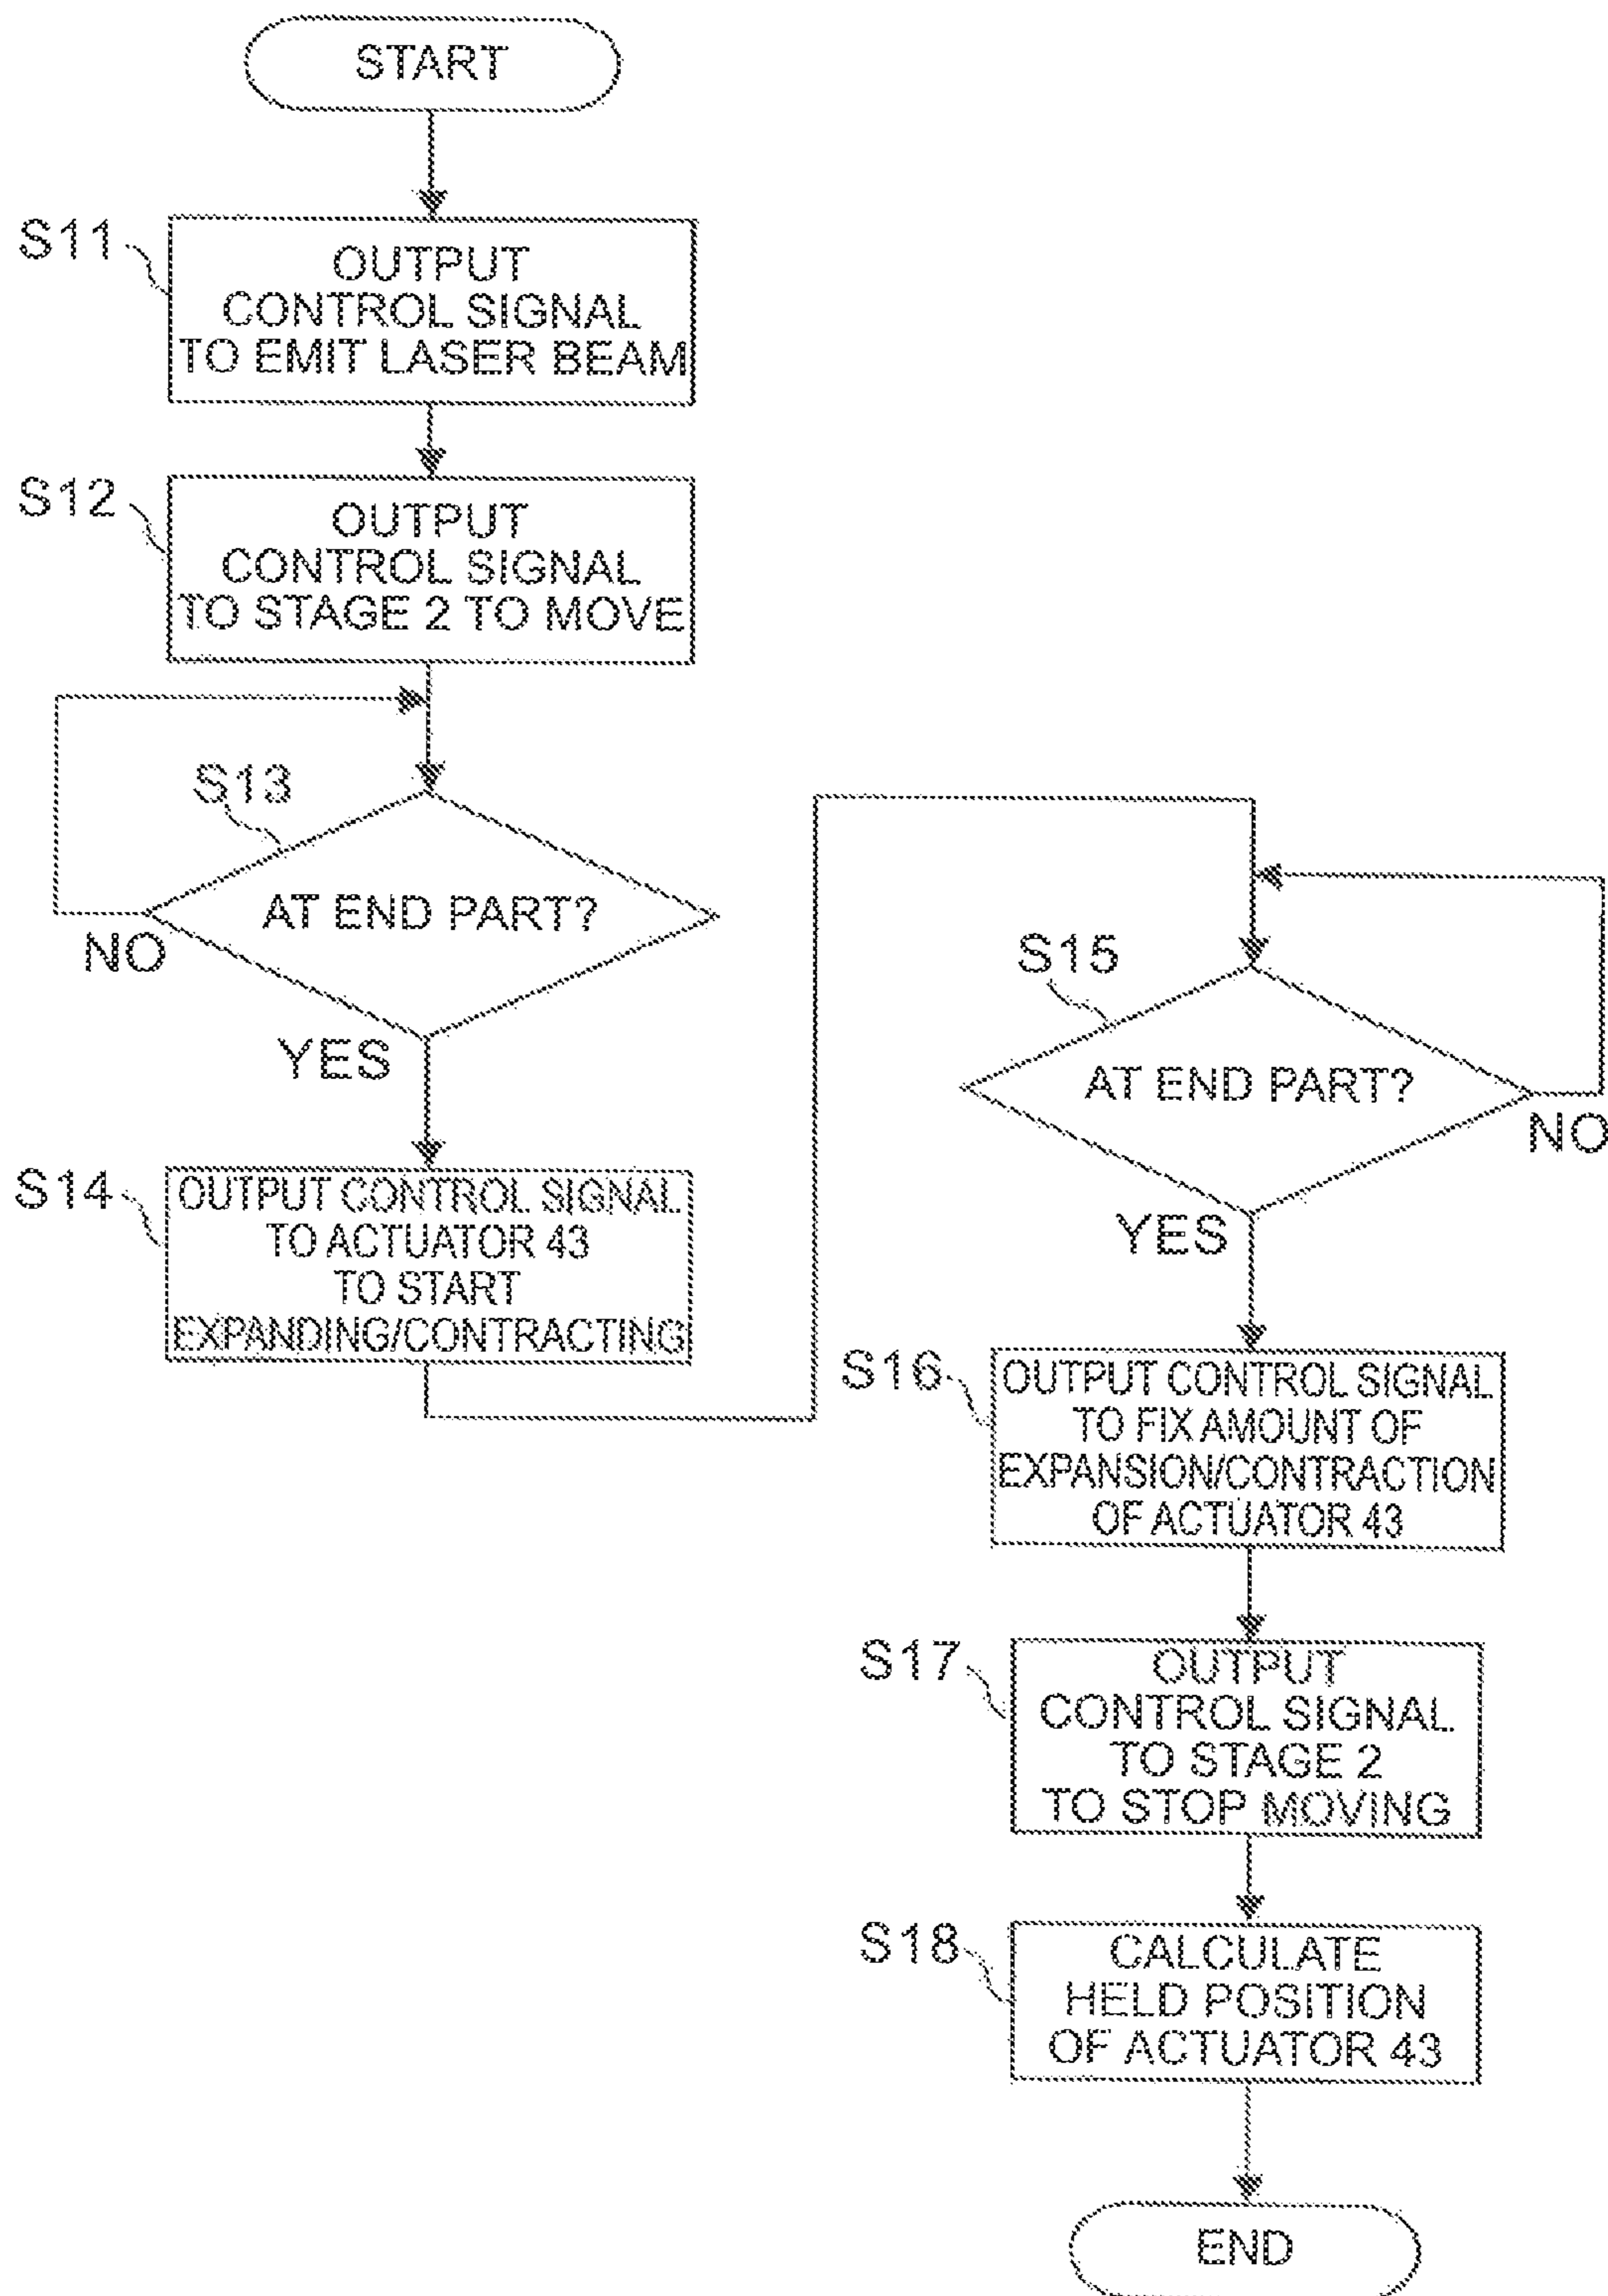 START
S11
OUTPUT
CONTROL SIGNAL
TO EMIT LASER BEAM
S12
OUTPUT
CONTROL SIGNAL
TO STAGE 2 TO MOVE
S13
AT END PART?
NO
YES
S14
OUTPUT CONTROL SIGNAL
TO ACTUATOR 43
TO START
EXPANDING/CONTRACTING
S15
AT END PART?
NO
YES
S16
OUTPUT CONTROL SIGNAL
TO FIX AMOUNT OF
EXPANSION/CONTRACTION
OF ACTUATOR 43
S17
OUTPUT
CONTROL SIGNAL
TO STAGE 2
TO STOP MOVING
S18
CALCULATE
HELD POSITION
OF ACTUATOR 43
END